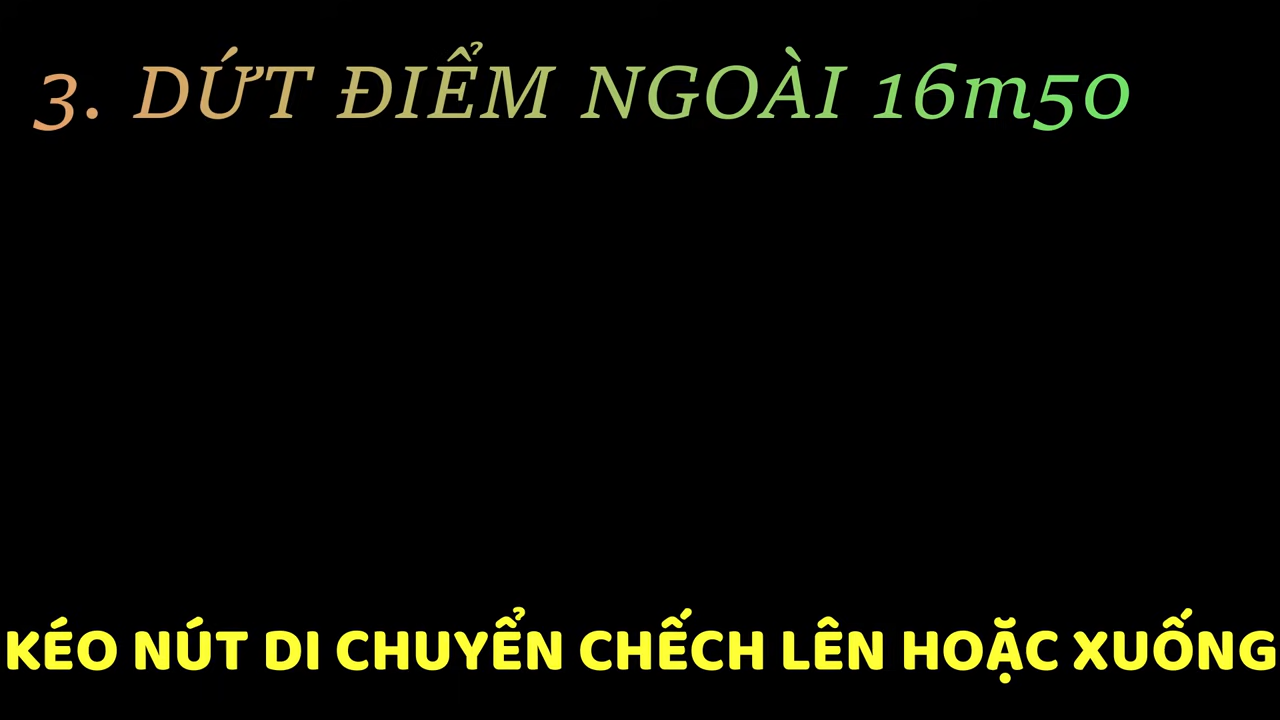 3. DỨT ĐIỂM NGOÀI 16m50
KÉO NÚT DI CHUYỂN CHẾCH LÊN HOẶC XUỐNG